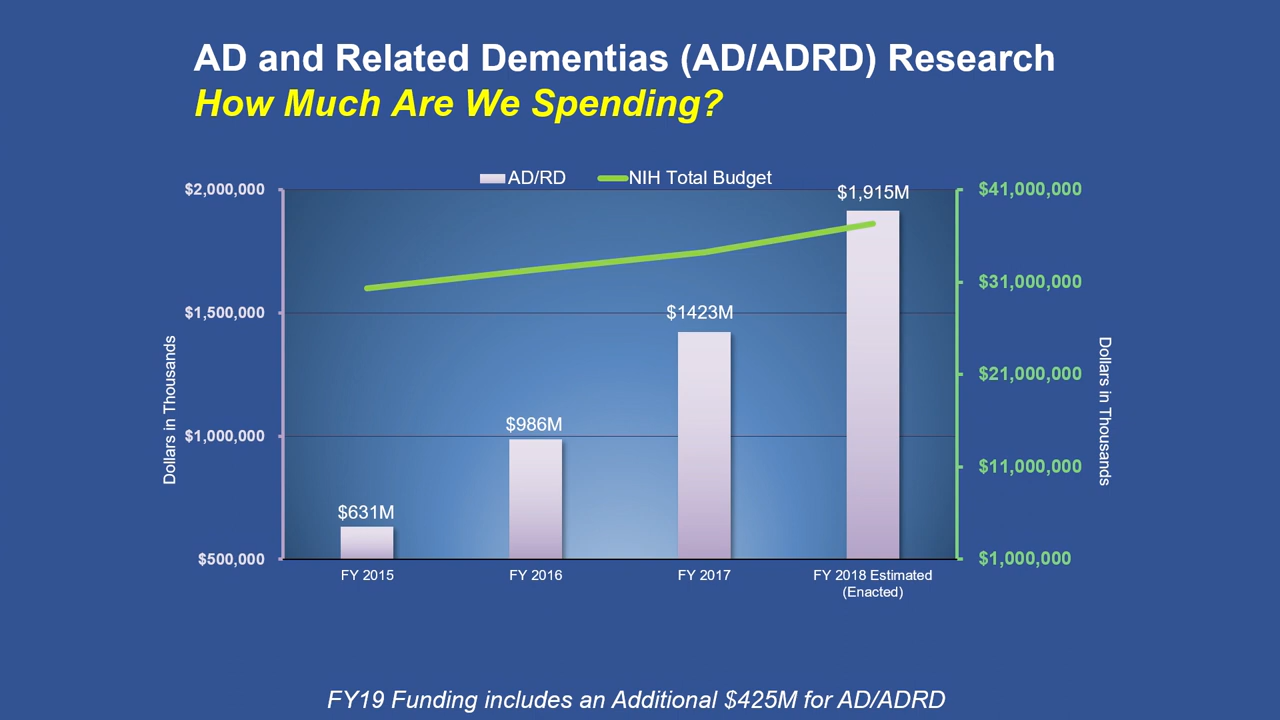 AD and Related Dementias (AD/ADRD) Research
How Much Are We Spending?
AD/RD
NIH Total Budget
$2,000,000
$1,500,000
$1,000,000
$500,000
Dollars in Thousands
$631M
$986M
$1423M
$1,915M
$41,000,000
$31,000,000
$21,000,000
$11,000,000
$1,000,000
Dollars in Thousands
FY 2015
FY 2016
FY 2017
FY 2018 Estimated
(Enacted)
FY19 Funding includes an Additional $425M for AD/ADRD